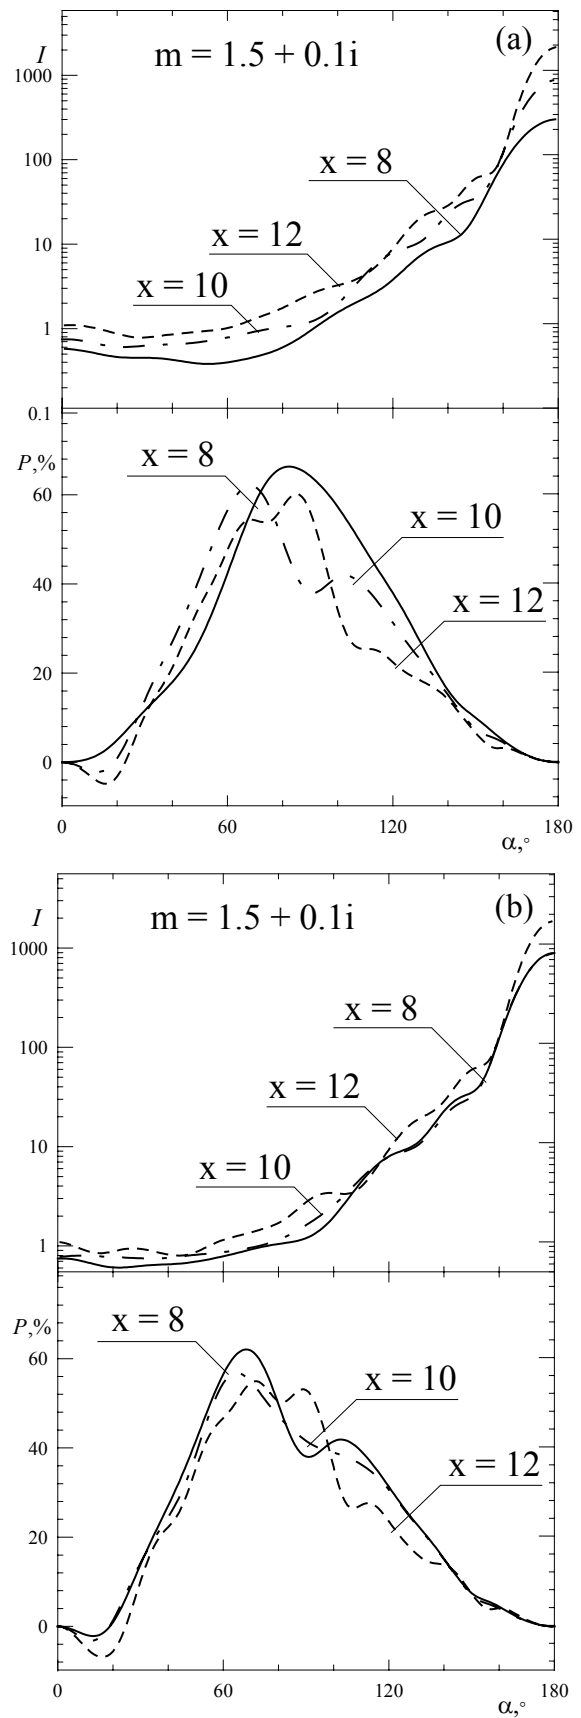 (a)
I
m = 1.5 + 0.1i
1000
x = 8
100
x = 12
10
x = 10
1
0.1
P,%
x = 8
60
x = 10
40
x = 12
20
0
0 60 120 180
α,°
(b)
I
m = 1.5 + 0.1i
1000
x = 8
100
x = 12
10
x = 10
1
P,%
x = 8
60
x = 10
40
x = 12
20
0
0 60 120 180
α,°